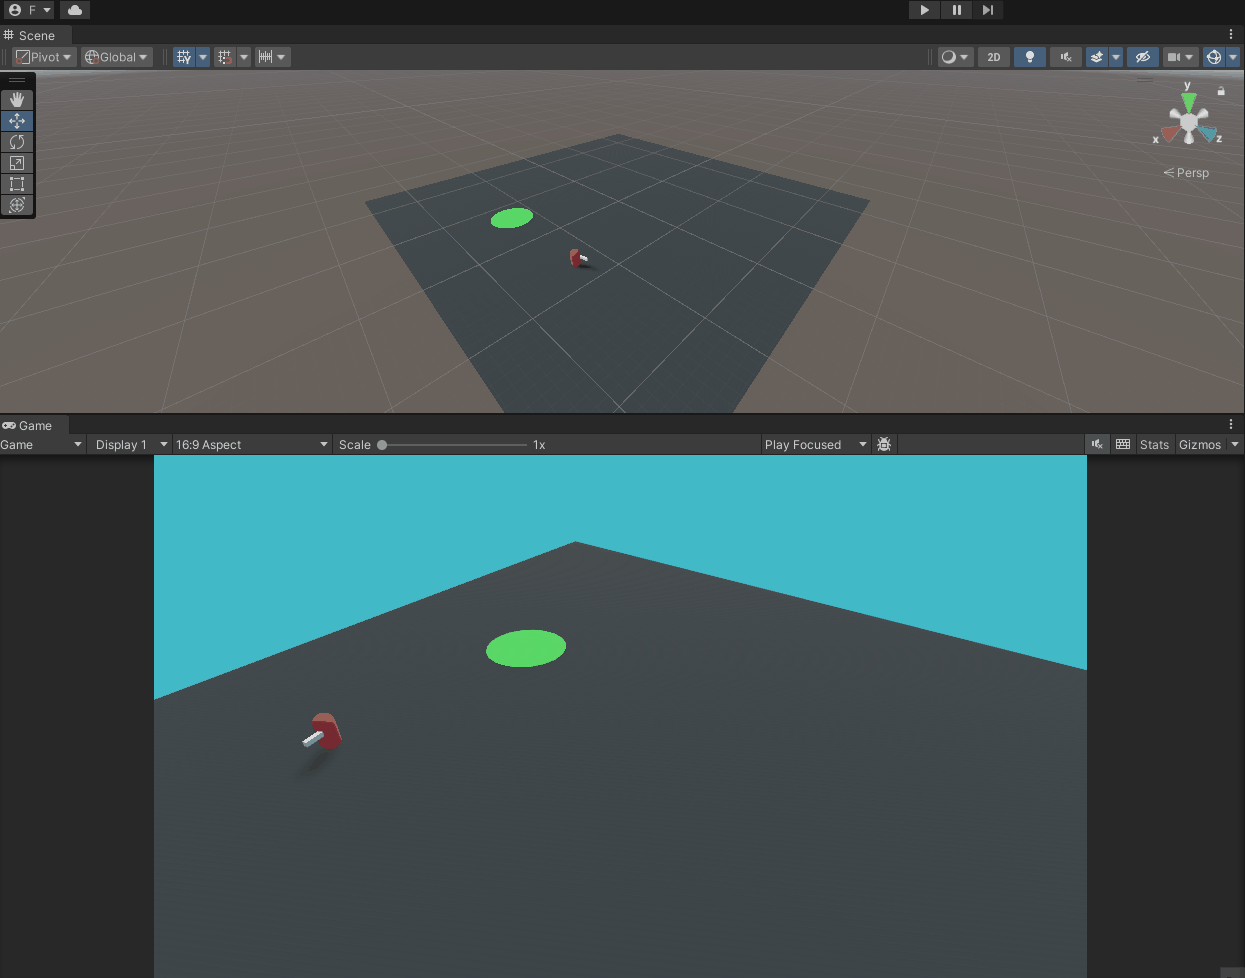 F
Scene
Pivot Global 2D
y
x z
Persp
Game
Game Display 1 16:9 Aspect Scale 1x Play Focused Stats Gizmos